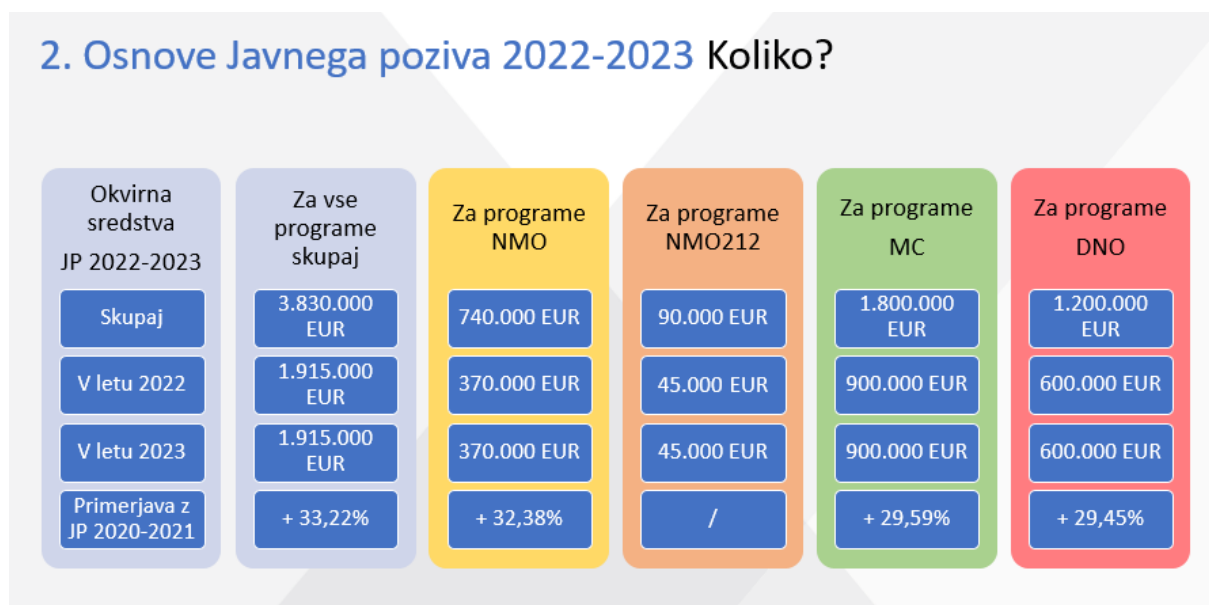 2. Osnove Javnega poziva 2022-2023 Koliko?
Okvirna
sredstva
JP 2022-2023
Skupaj
V letu 2022
V letu 2023
Primerjava z
JP 2020-2021
Za vse
programe
skupaj
3.830.000
EUR
1.915.000
EUR
1.915.000
EUR
+ 33,22%
Za programe
NMO
740.000 EUR
370.000 EUR
370.000 EUR
+ 32,38%
Za programe
NMO212
90.000 EUR
45.000 EUR
45.000 EUR
/
Za programe
MC
1.800.000
EUR
900.000 EUR
900.000 EUR
+ 29,59%
Za programe
DNO
1.200.000
EUR
600.000 EUR
600.000 EUR
+ 29,45%